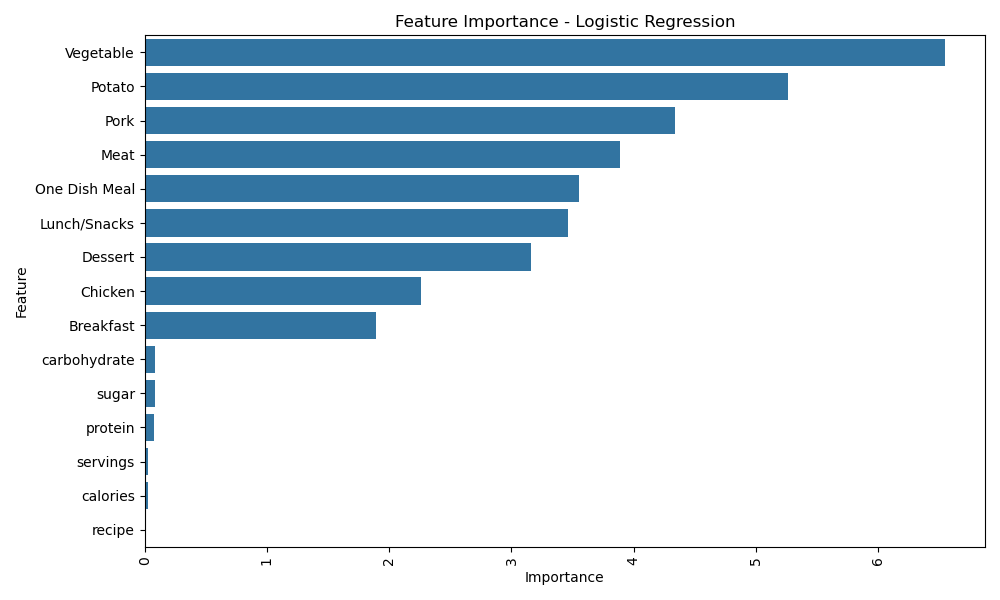 Feature Importance - Logistic Regression
Vegetable
Potato
Pork
Meat
One Dish Meal
Lunch/Snacks
Dessert
Chicken
Breakfast
carbohydrate
sugar
protein
servings
calories
recipe
Feature
0 1 2 3 4 5 6
Importance